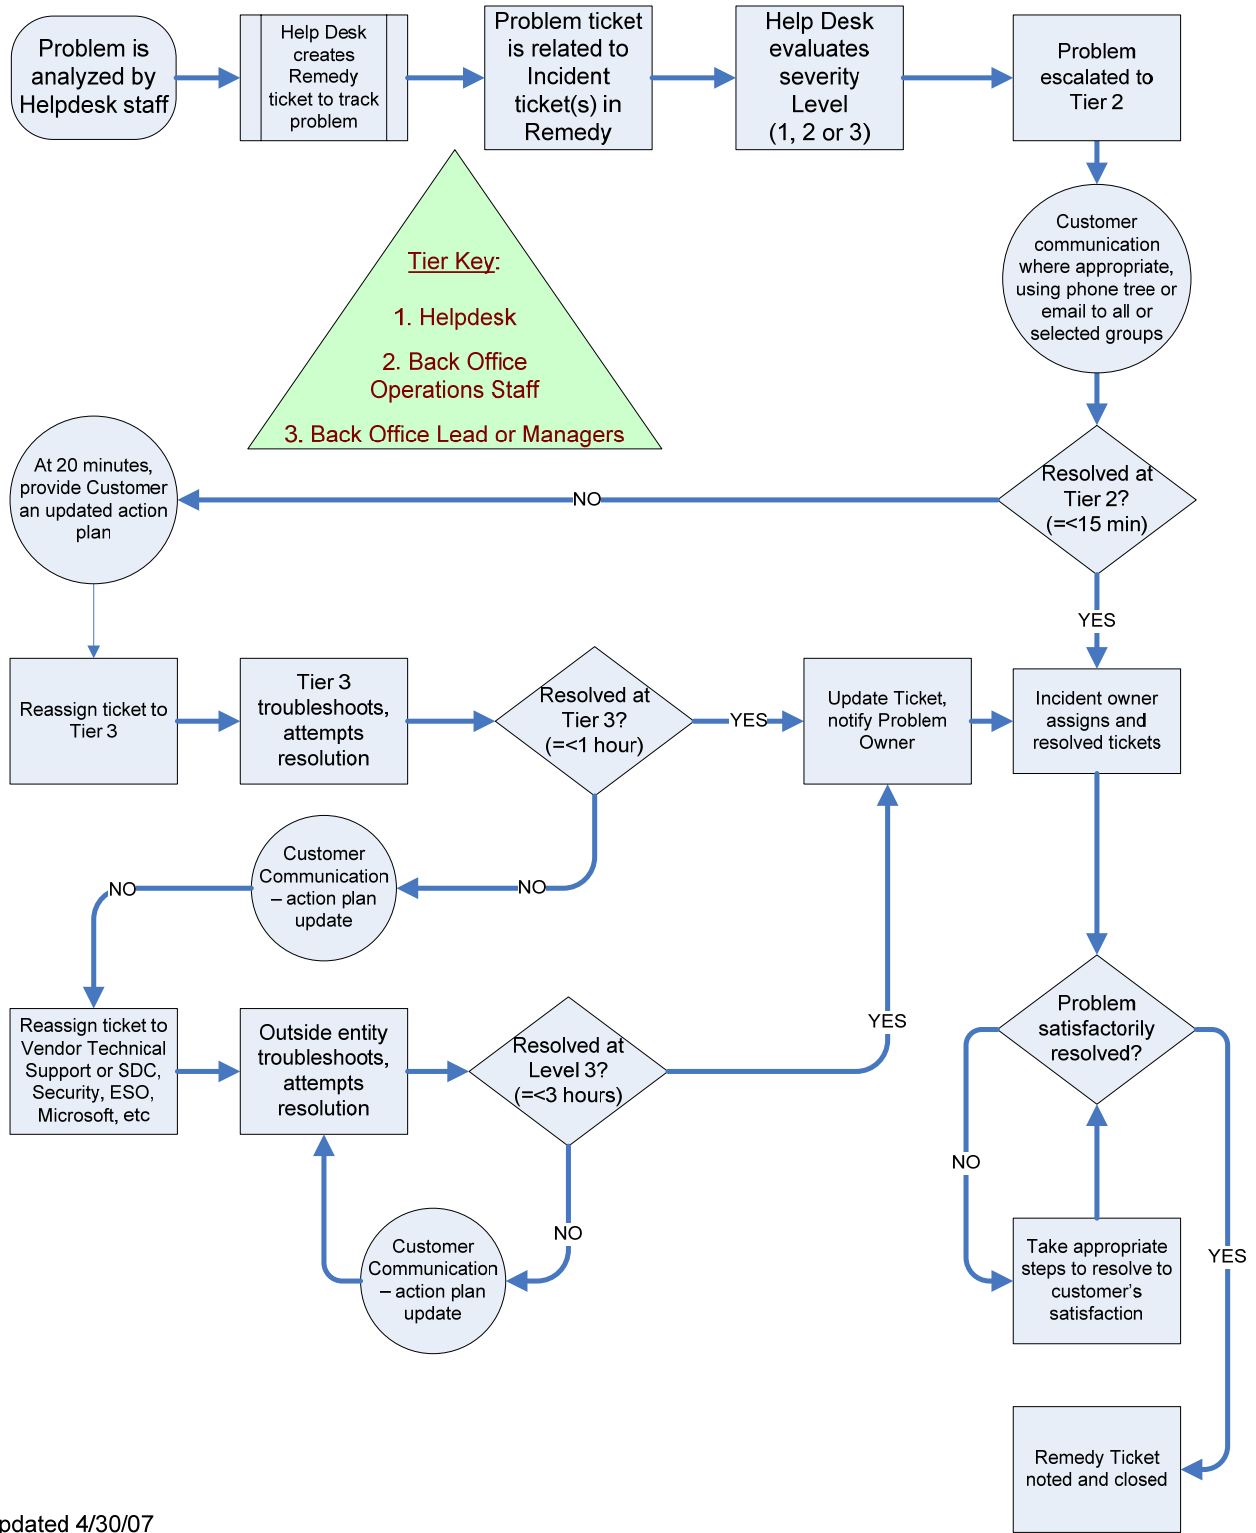 Problem is
analyzed by
Helpdesk staff
Help Desk
creates
Remedy
ticket to track
problem
Problem ticket
is related to
Incident
ticket(s) in
Remedy
Help Desk
evaluates
severity
Level
(1, 2 or 3)
Problem
escalated to
Tier 2
Customer
communication
where appropriate,
using phone tree or
email to all or
selected groups
Tier Key:
1. Helpdesk
2. Back Office
Operations Staff
3. Back Office Lead or Managers
At 20 minutes,
provide Customer
an updated action
plan
NO
Resolved at
Tier 2?
(=<15 min)
YES
Reassign ticket to
Tier 3
Tier 3
troubleshoots,
attempts
resolution
Resolved at
Tier 3?
(=<1 hour)
YES
Update Ticket,
notify Problem
Owner
Incident owner
assigns and
resolved tickets
NO
Customer
Communication
– action plan
update
NO
Reassign ticket to
Vendor Technical
Support or SDC,
Security, ESO,
Microsoft, etc
Outside entity
troubleshoots,
attempts
resolution
Resolved at
Level 3?
(=<3 hours)
YES
Problem
satisfactorily
resolved?
NO
NO
Customer
Communication
– action plan
update
Take appropriate
steps to resolve to
customer's
satisfaction
YES
Remedy Ticket
noted and closed
pdated 4/30/07